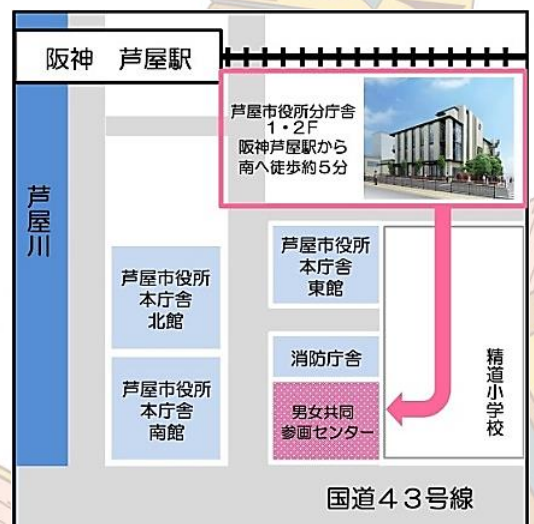 阪神 芦屋駅
芦屋市役所分庁舎
1・2F
阪神芦屋駅から
南へ徒歩約5分
芦屋川
芦屋市役所
本庁舎
東館
芦屋市役所
本庁舎
北館
消防庁舎
精道小学校
芦屋市役所
本庁舎
南館
男女共同
参画センター
国道43号線